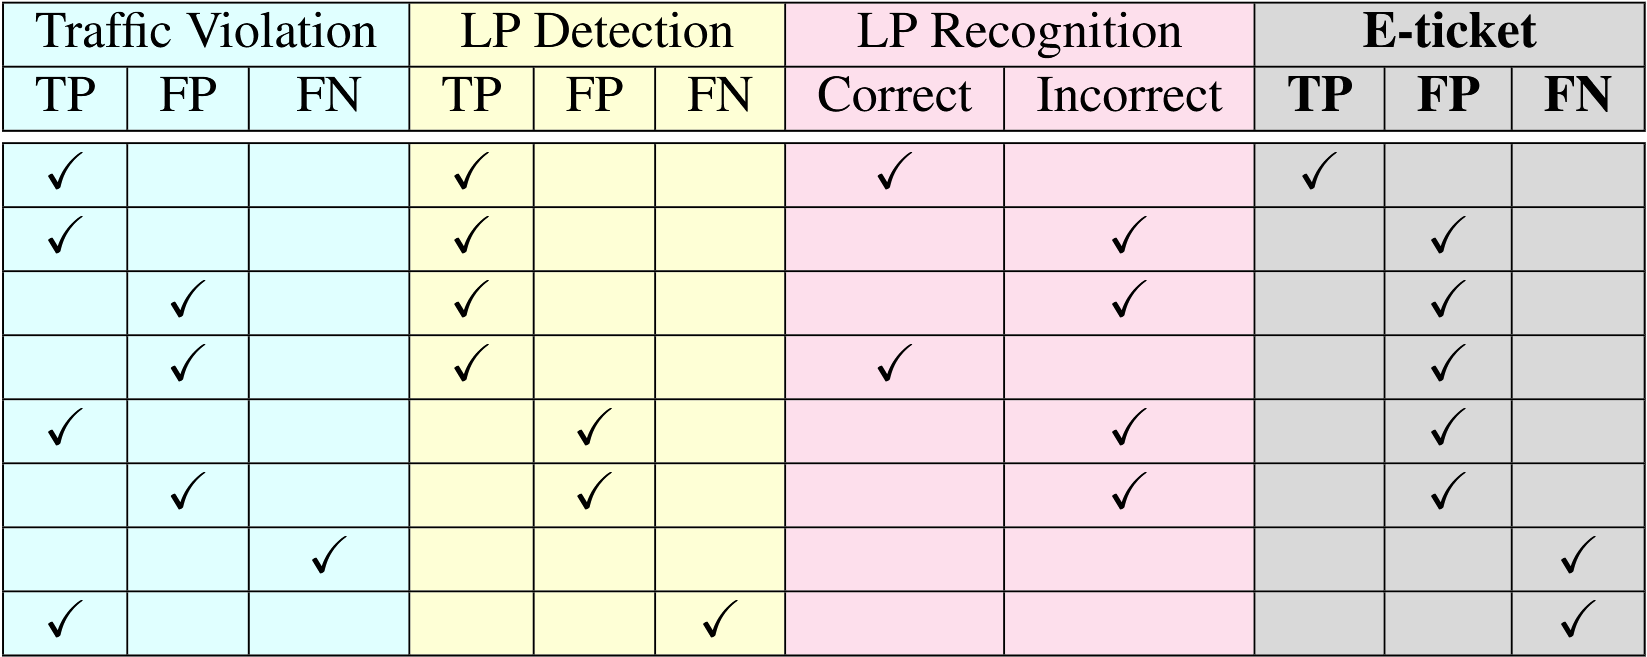 Traffic Violation LP Detection LP Recognition E-ticket
TP FP FN TP FP FN Correct Incorrect TP FP FN
✓ ✓ ✓ ✓
✓ ✓ ✓ ✓
✓ ✓ ✓ ✓
✓ ✓ ✓ ✓
✓ ✓ ✓ ✓
✓ ✓ ✓ ✓
✓ ✓
✓ ✓ ✓